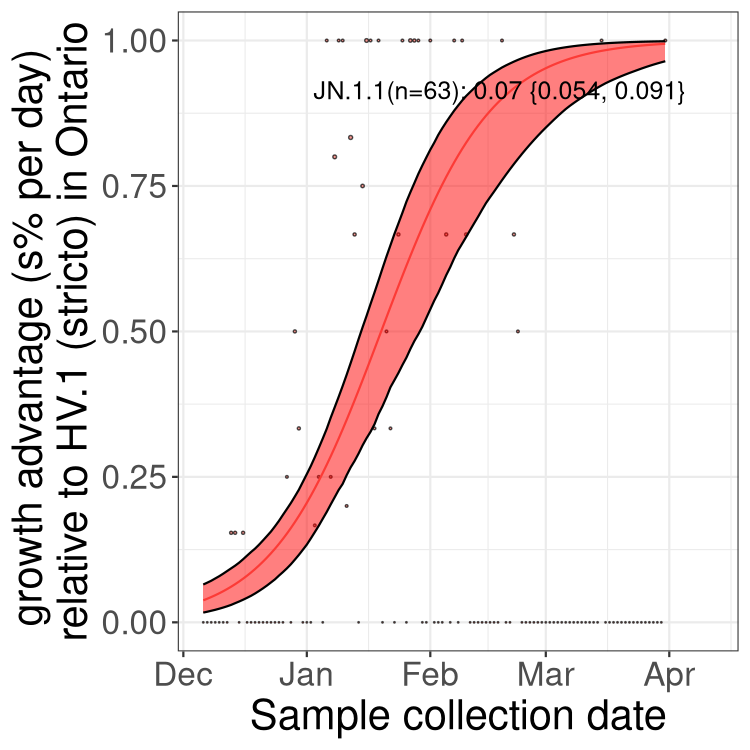 growth advantage (s% per day)
relative to HV.1 (stricto) in Ontario
1.00
0.75
0.50
0.25
0.00
JN.1.1(n=63): 0.07 {0.054, 0.091}
Dec Jan Feb Mar Apr
Sample collection date